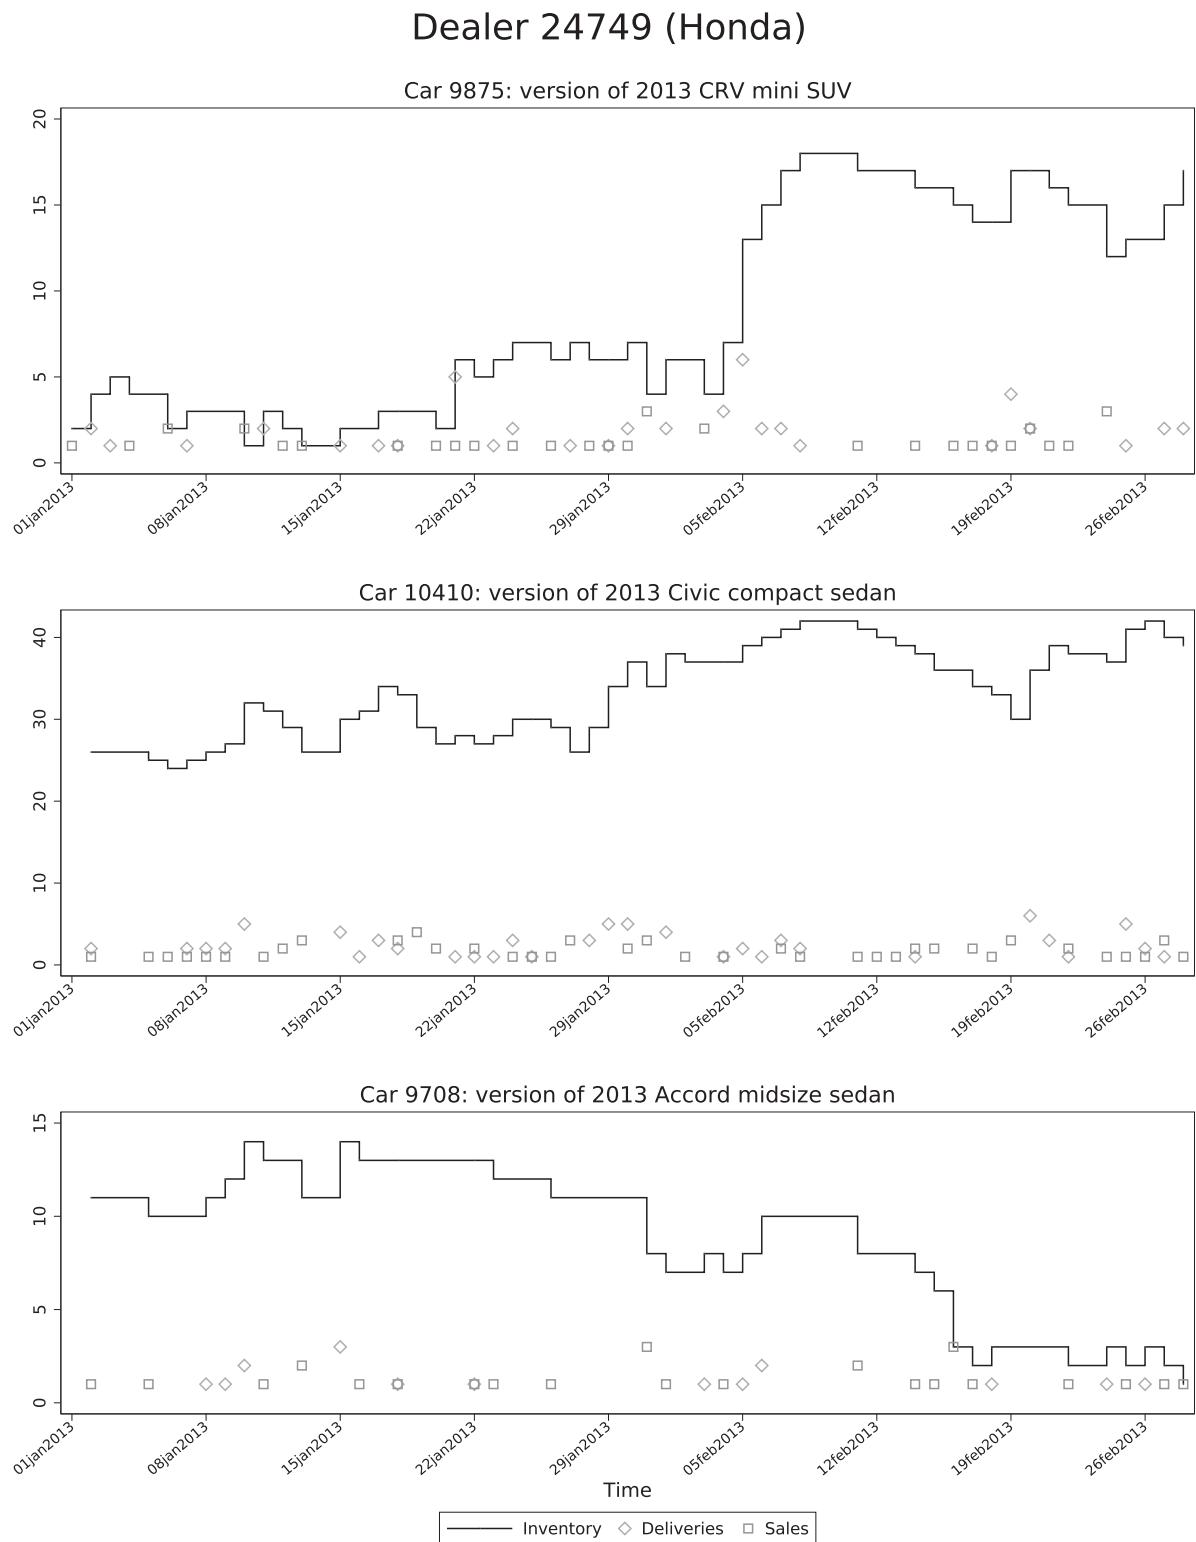 Dealer 24749 (Honda)
Car 9875: version of 2013 CRV mini SUV
20
15
10
5
0
01jan2013 08jan2013 15jan2013 22jan2013 29jan2013 05feb2013 12feb2013 19feb2013 26feb2013
Car 10410: version of 2013 Civic compact sedan
40
30
20
10
0
01jan2013 08jan2013 15jan2013 22jan2013 29jan2013 05feb2013 12feb2013 19feb2013 26feb2013
Car 9708: version of 2013 Accord midsize sedan
15
10
5
0
01jan2013 08jan2013 15jan2013 22jan2013 29jan2013 05feb2013 12feb2013 19feb2013 26feb2013
Time
Inventory Deliveries Sales